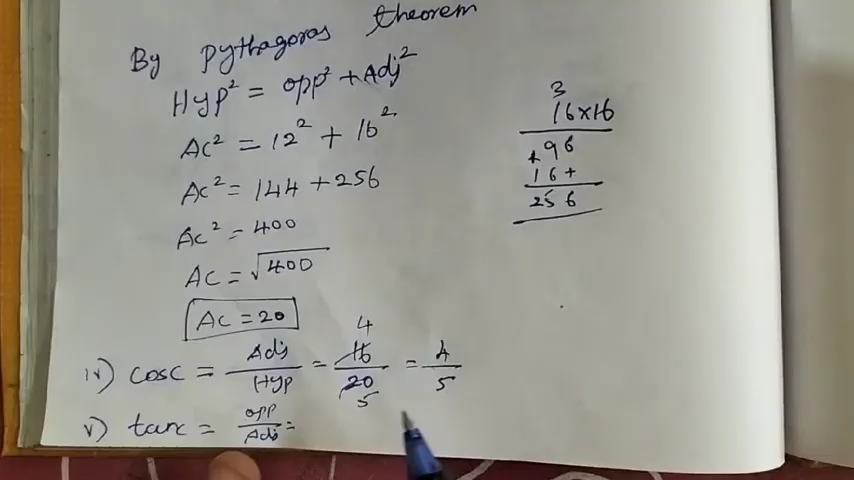 By pythagoras theorem
Hyp² = opp² + Adj²
AC² = 12² + 16²
AC² = 144 + 256
AC² = 400
AC = √400
AC = 20
iv) cosc = Adj/Hyp = 16/20 = 4/5
4
5
v) tanc = opp/Adj =
3
16×16
96
+
16+
256